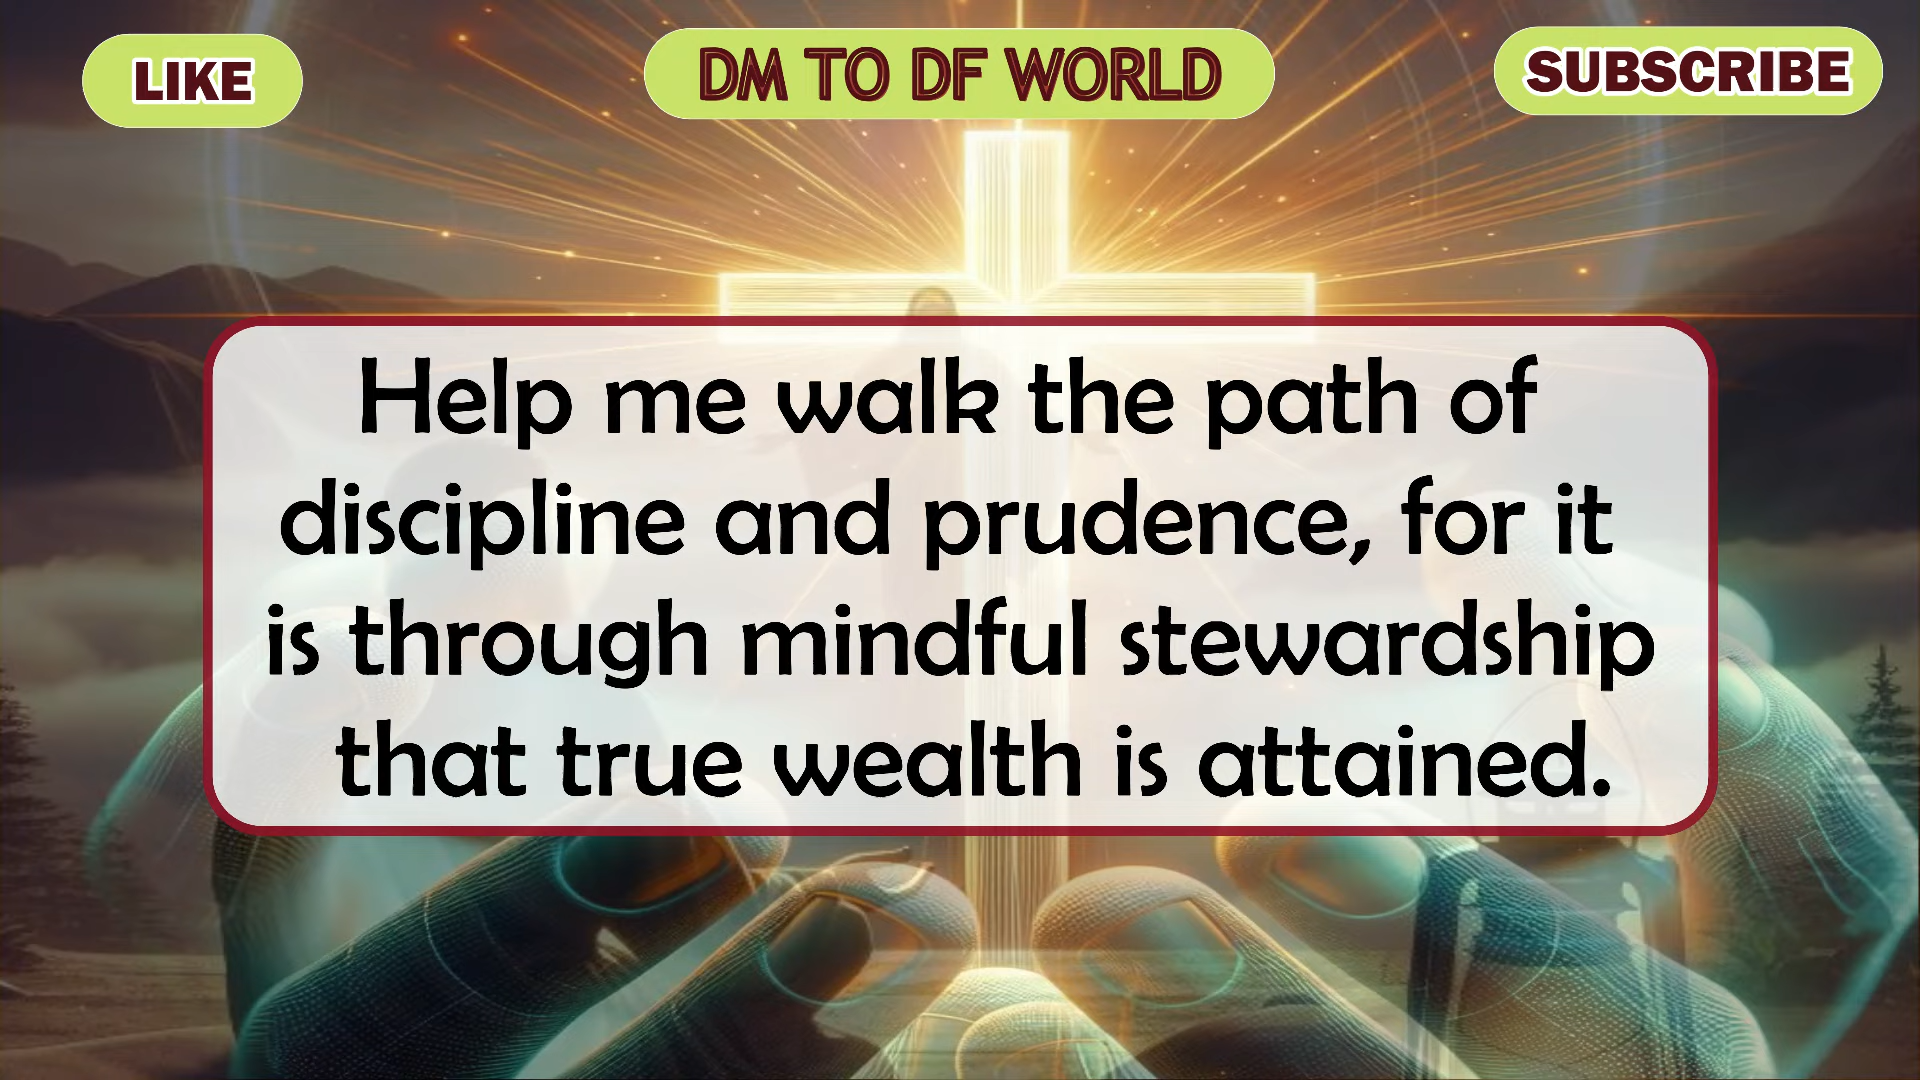 LIKE
DM TO DF WORLD
SUBSCRIBE
Help me walk the path of
discipline and prudence, for it
is through mindful stewardship
that true wealth is attained.